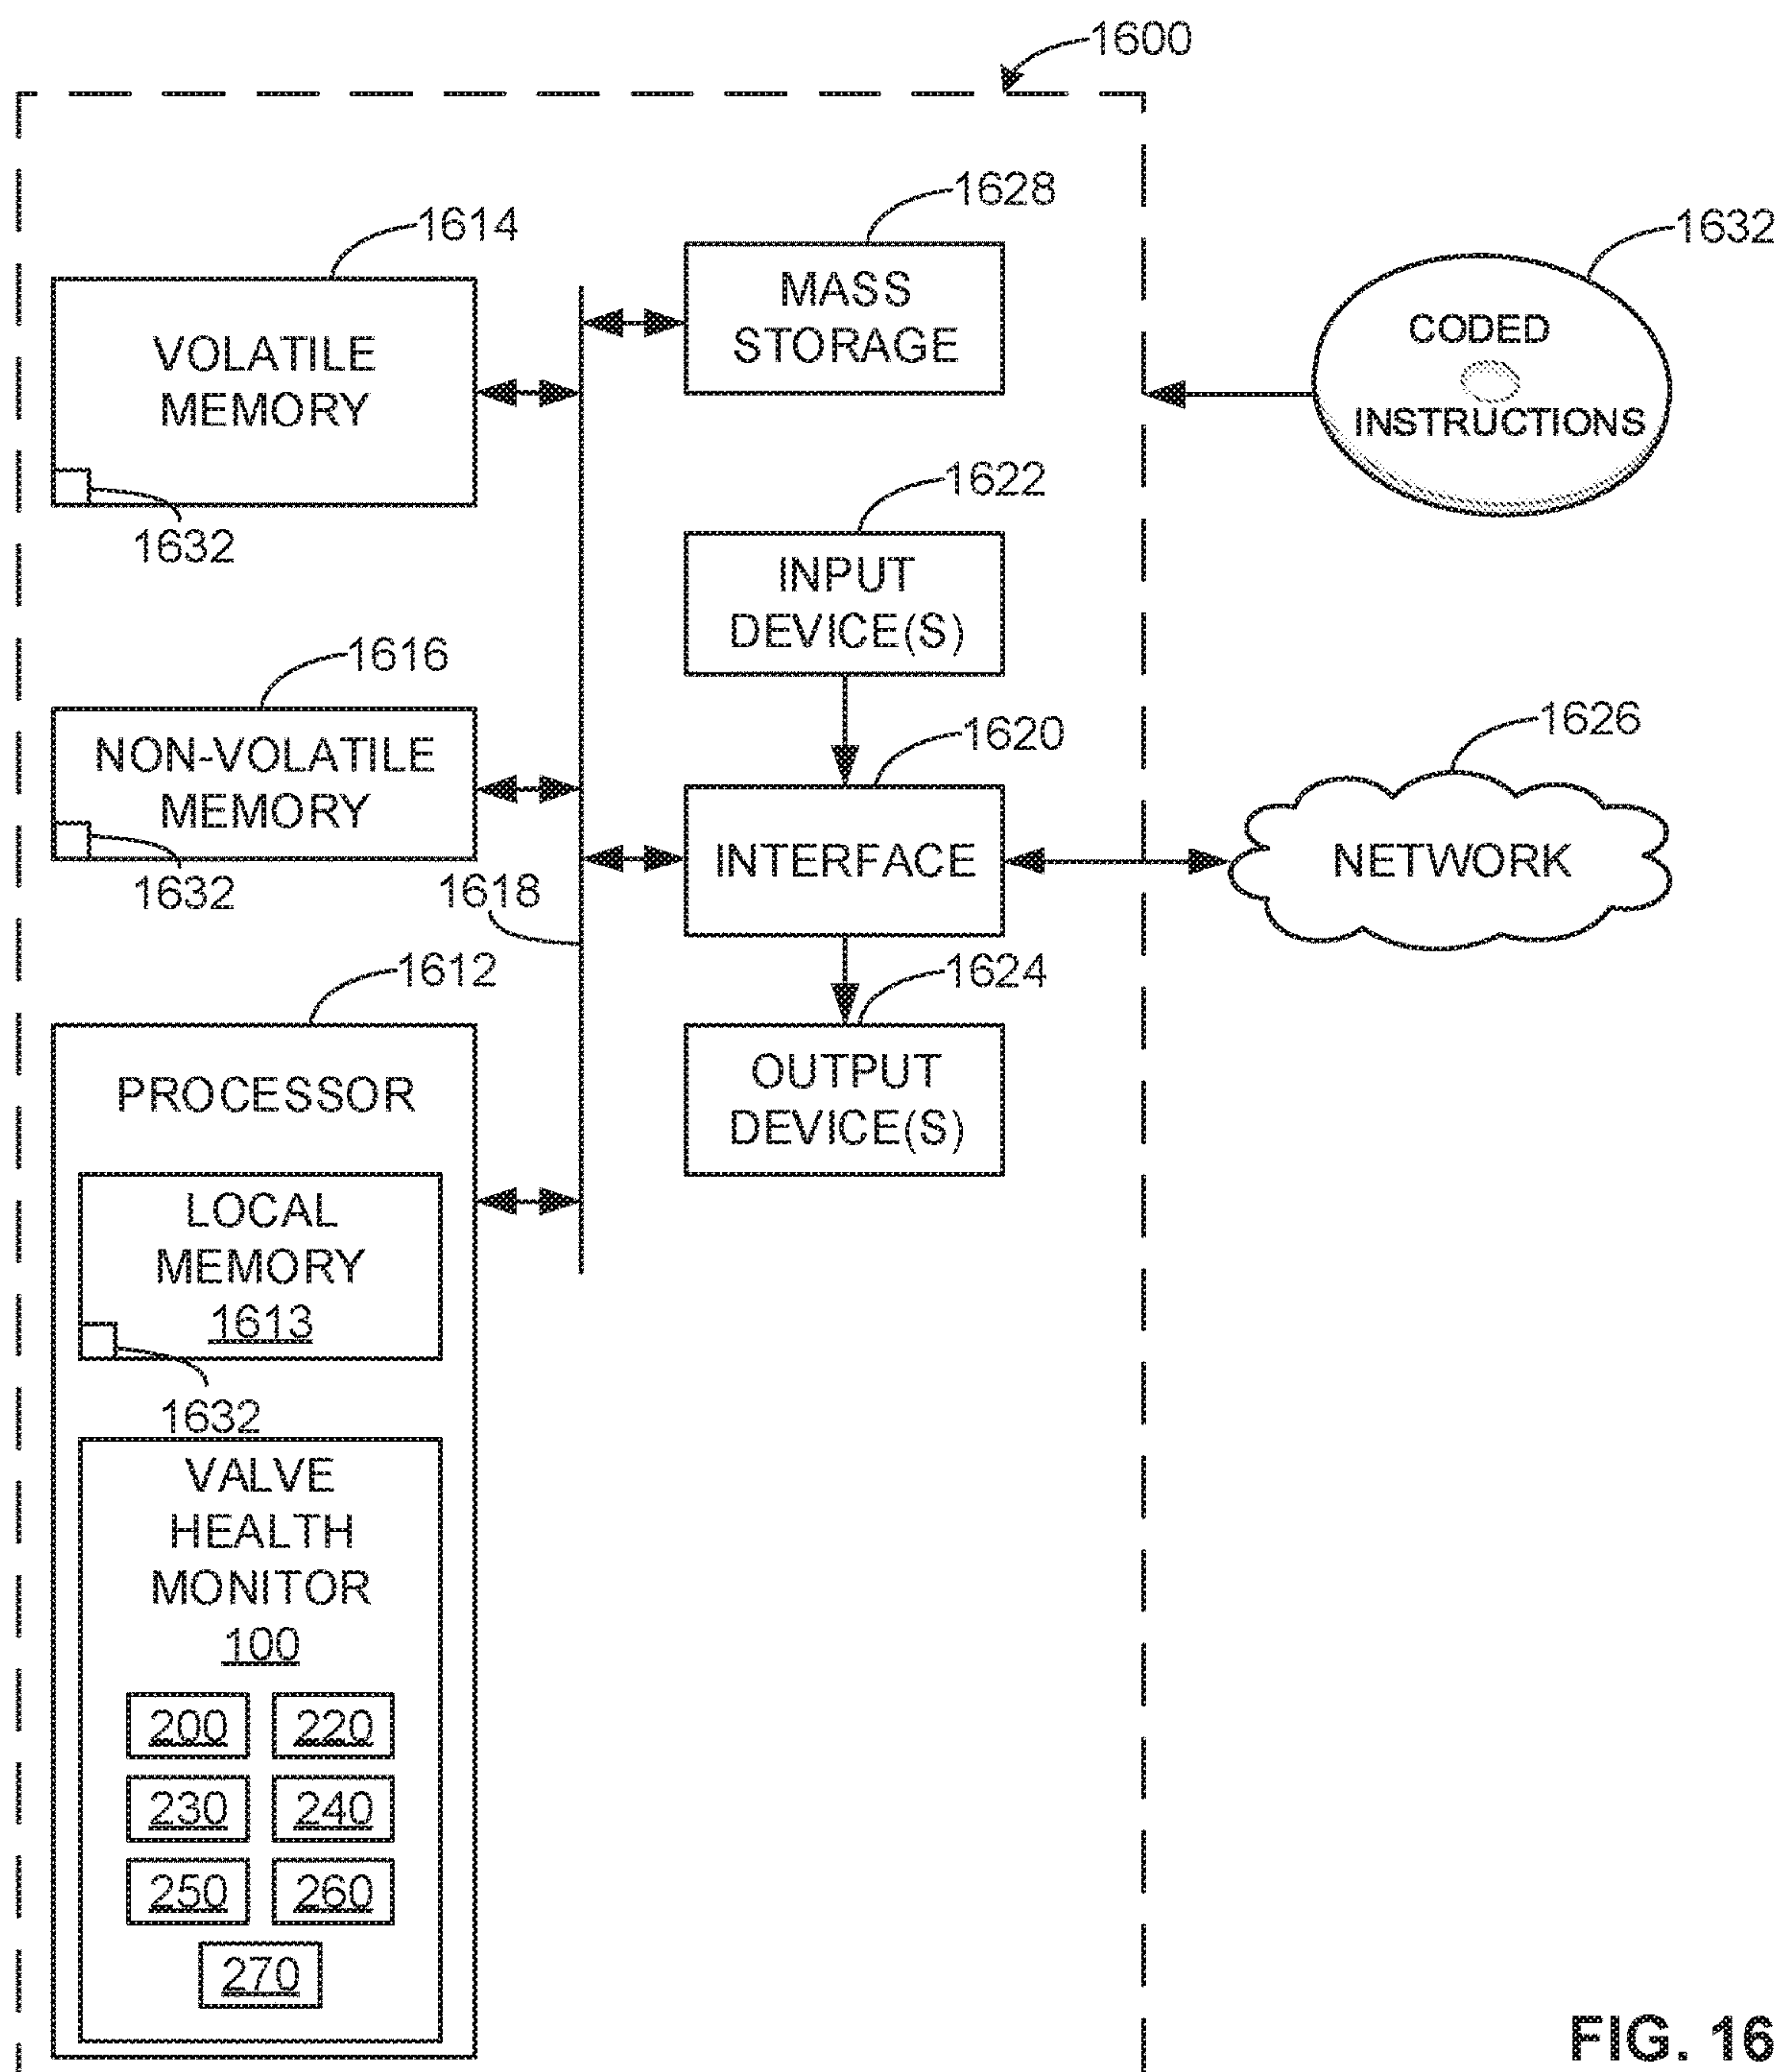 1600
1614
VOLATILE
MEMORY
1632
1628
MASS
STORAGE
1632
CODED
INSTRUCTIONS
1622
INPUT
DEVICE(S)
1616
NON-VOLATILE
MEMORY
1632
1618
1620
INTERFACE
1626
NETWORK
1624
OUTPUT
DEVICE(S)
1612
PROCESSOR
LOCAL
MEMORY
1613
1632
VALVE
HEALTH
MONITOR
100
200 220
230 240
250 260
270
FIG. 16